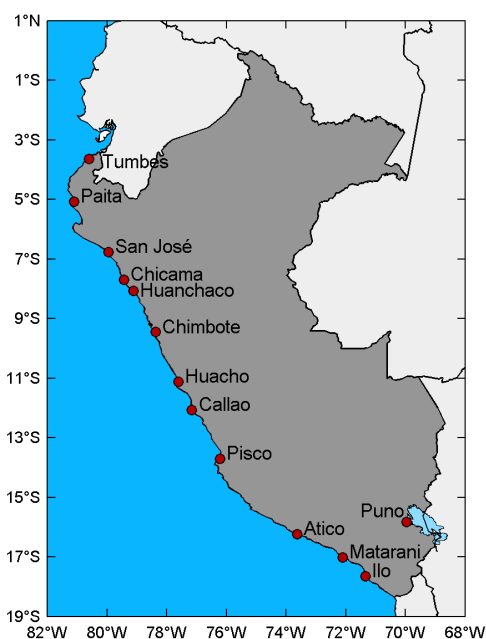 1°N
1°S
3°S
Tumbes
5°S
Paita
San José
7°S
Chicama
Huanchaco
9°S
Chimbote
11°S
Huacho
Callao
13°S
Pisco
15°S
Puno
Atico
17°S
Matarani
Ilo
19°S
82°W 80°W 78°W 76°W 74°W 72°W 70°W 68°W